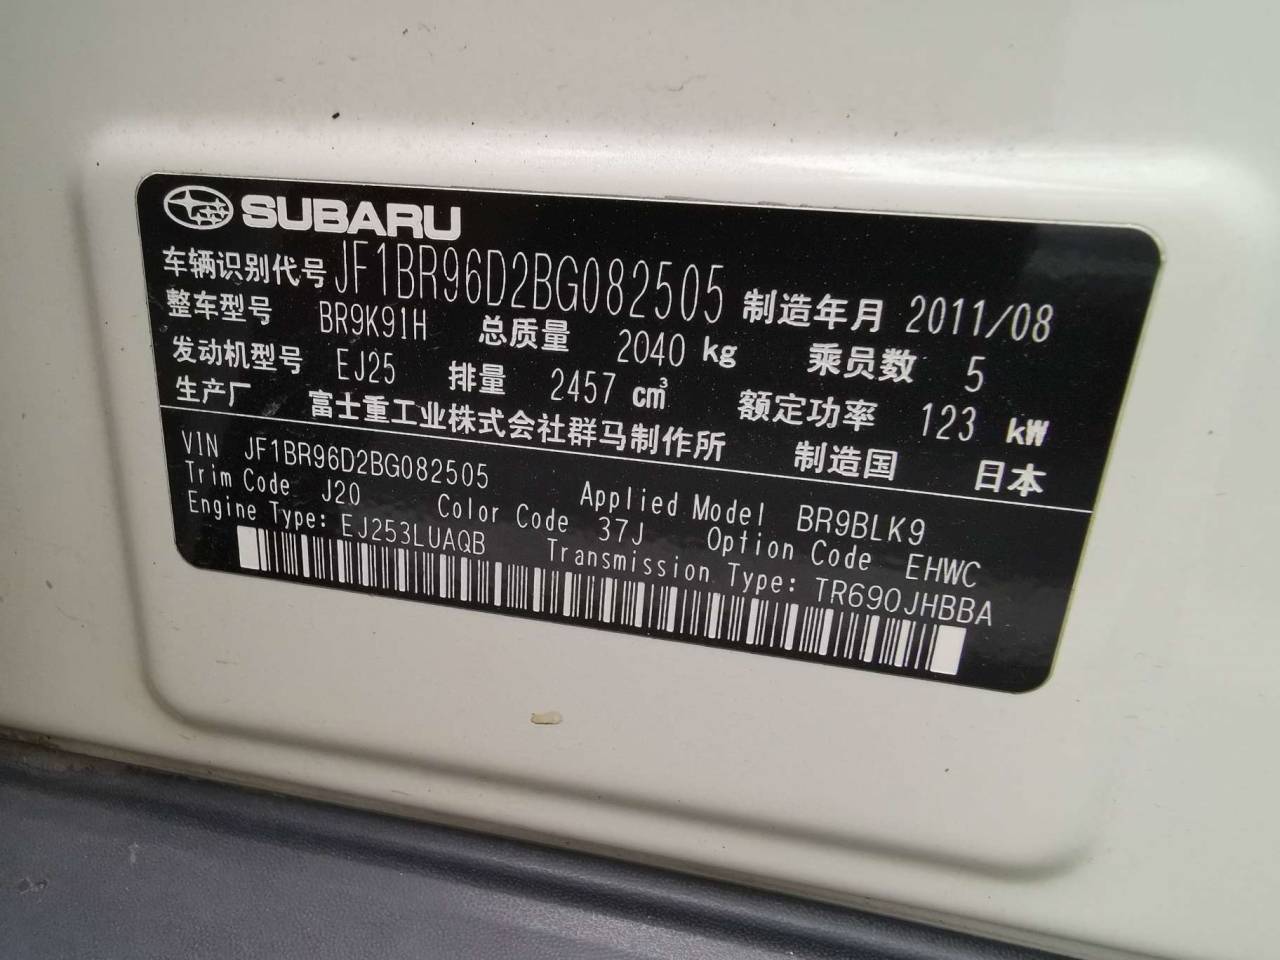 SUBARU
车辆识别代号 JF1BR96D2BG082505 制造年月 2011/08
整车型号 BR9K91H 总质量 2040 kg 乘员数 5
发动机型号 EJ25 排量 2457 cm³ 额定功率 123 kW
生产厂 富士重工业株式会社群马制作所 制造国 日本
VIN JF1BR96D2BG082505 Applied Model BR9BLK9
Trim Code J20 Color Code 37J Option Code EHWC
Engine Type: EJ253LUAQB Transmission Type: TR690JHBBA